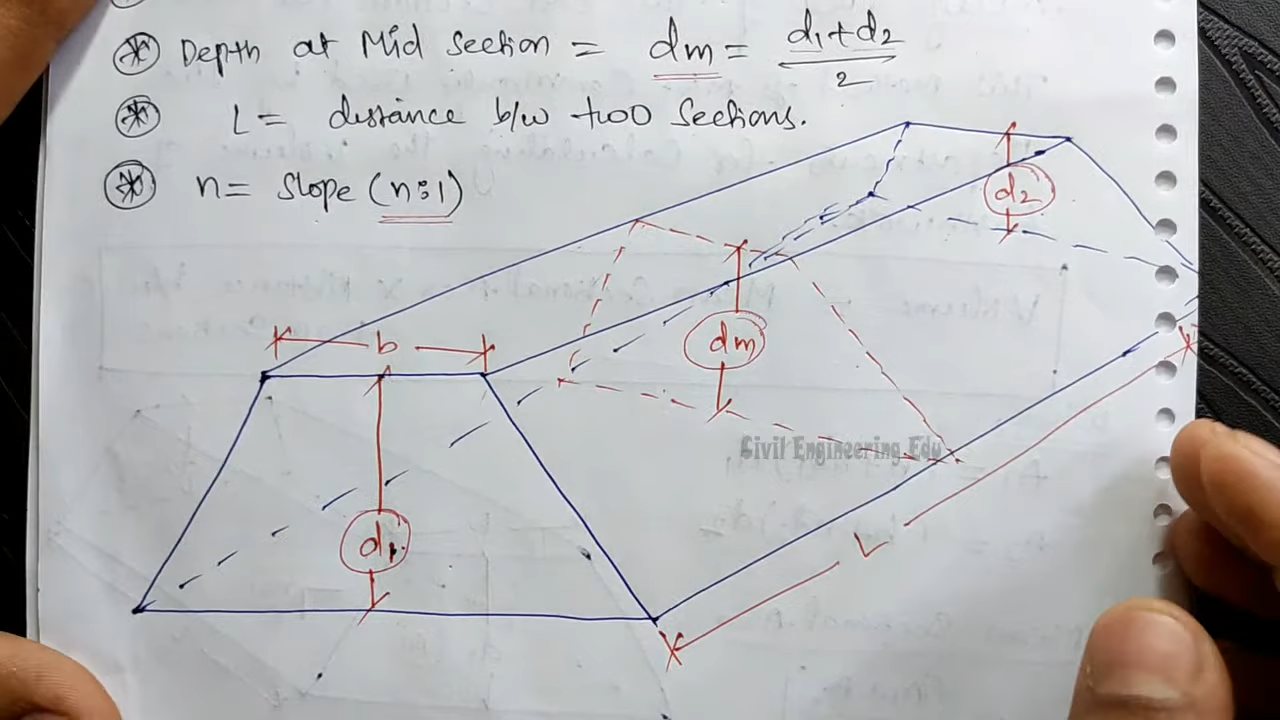 Depth at Mid Section = dm = d1+d2 / 2
L = distance b/w two Sections.
n = Slope (n:1)
d2
b
dm
Civil Engineering Edu
d1
L